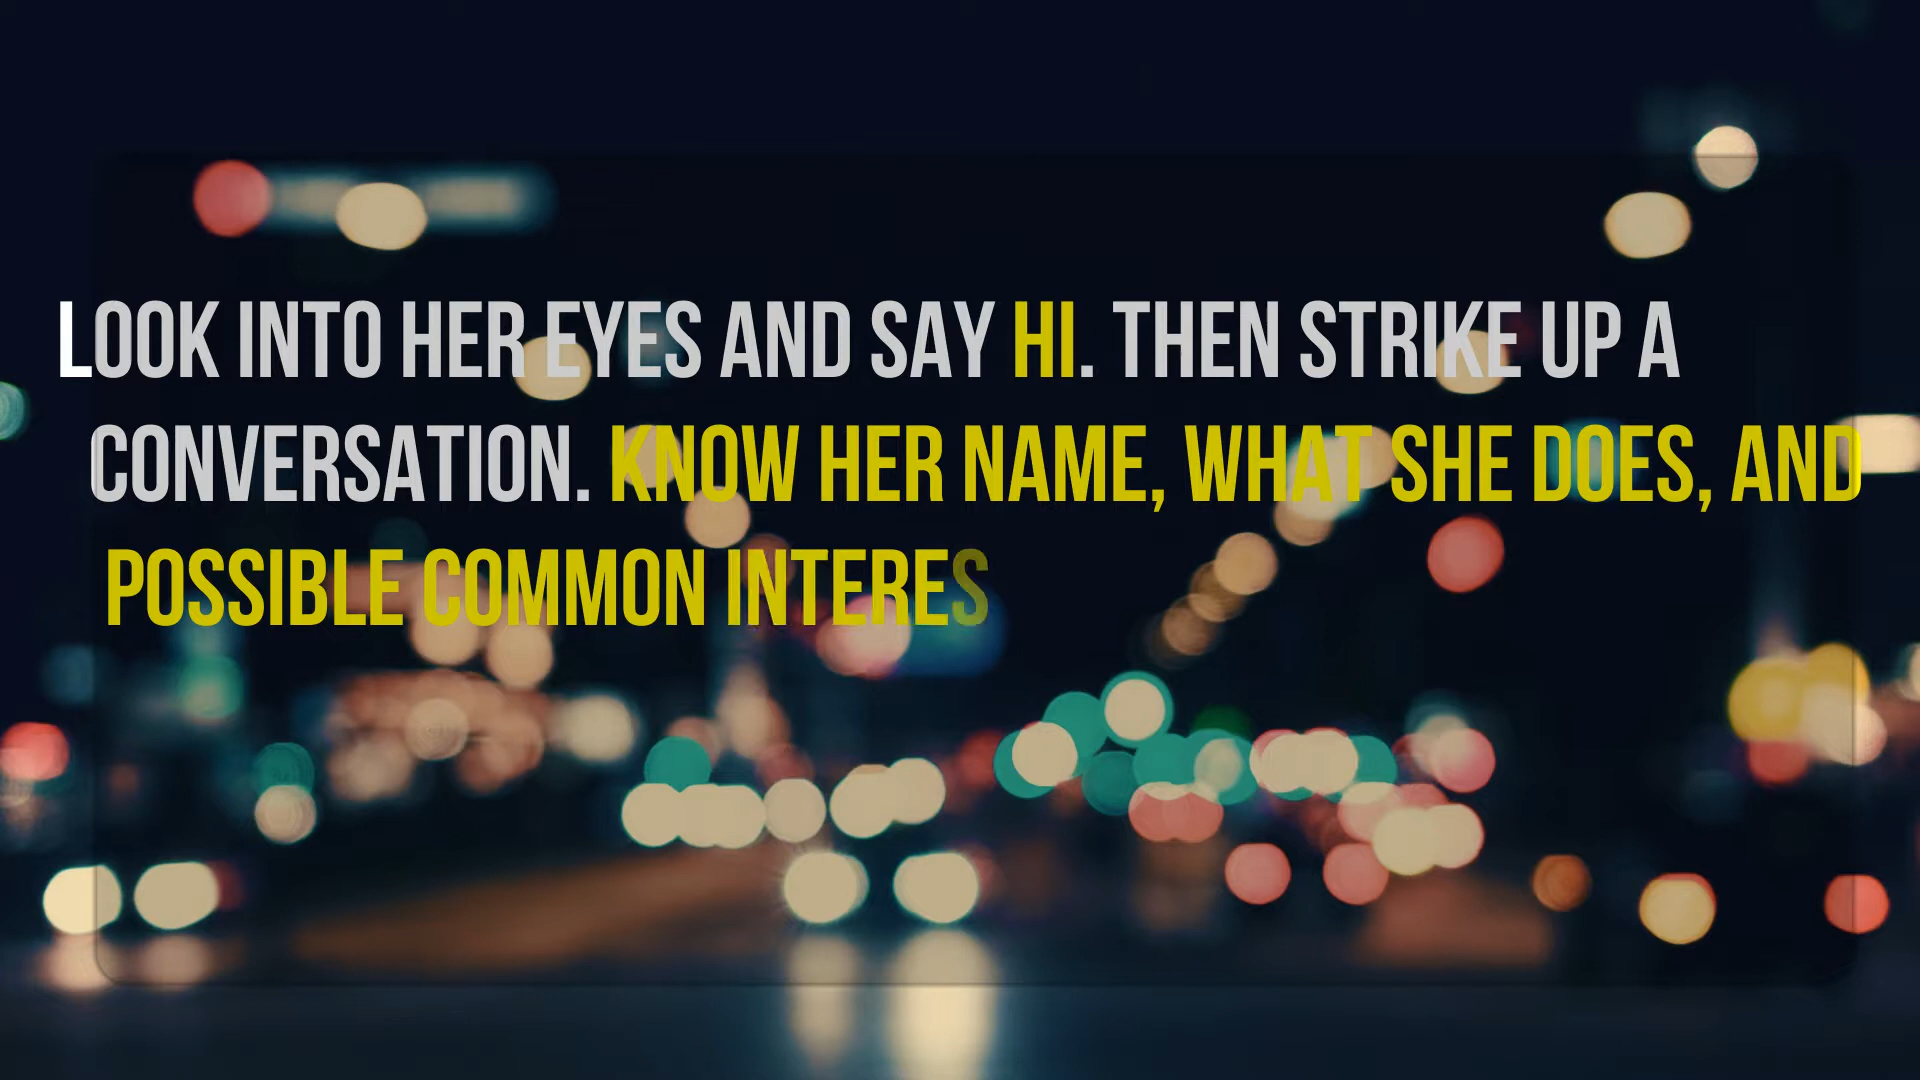 LOOK INTO HER EYES AND SAY HI. THEN STRIKE UP A
CONVERSATION. KNOW HER NAME, WHAT SHE DOES, AND
POSSIBLE COMMON INTERES